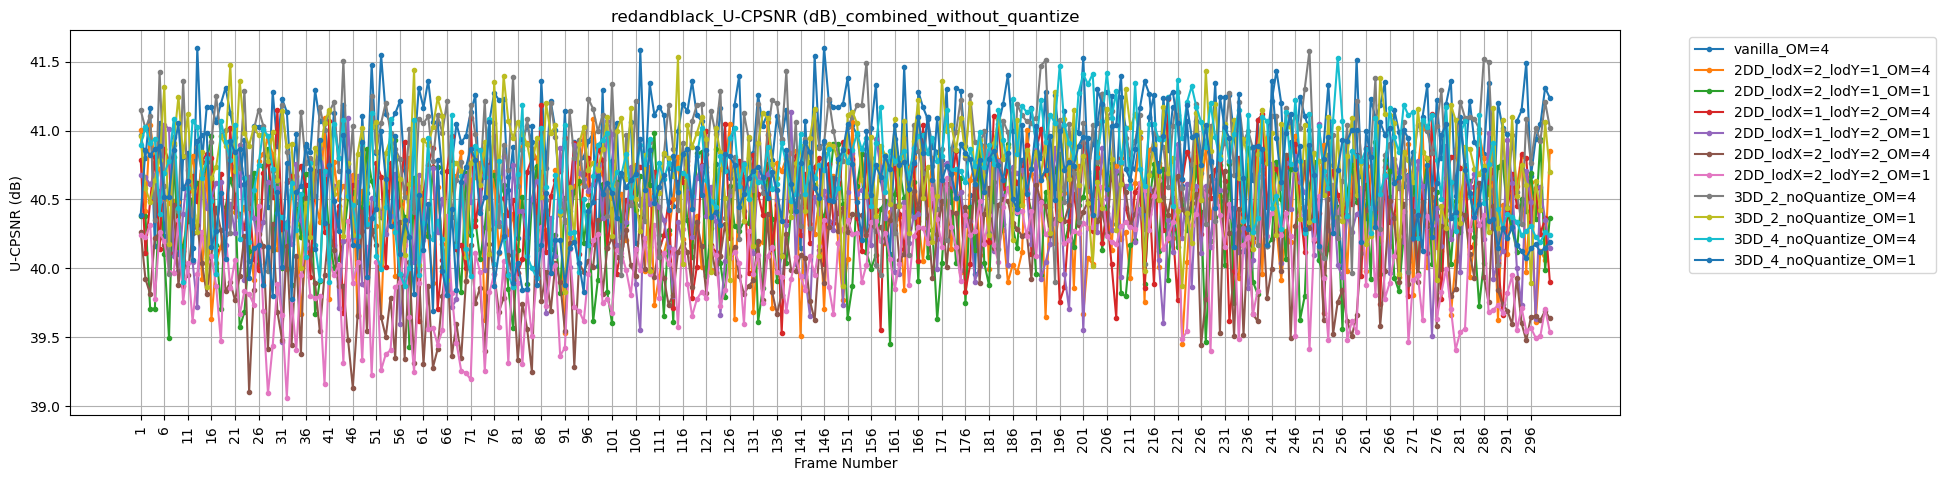 redandblack_U-CPSNR (dB)_combined_without_quantize
U-CPSNR (dB)
41.5
41.0
40.5
40.0
39.5
39.0
1 6 11 16 21 26 31 36 41 46 51 56 61 66 71 76 81 86 91 96 101 106 111 116 121 126 131 136 141 146 151 156 161 166 171 176 181 186 191 196 201 206 211 216 221 226 231 236 241 246 251 256 261 266 271 276 281 286 291 296
Frame Number
vanilla_OM=4
2DD_lodX=2_lodY=1_OM=4
2DD_lodX=2_lodY=1_OM=1
2DD_lodX=1_lodY=2_OM=4
2DD_lodX=1_lodY=2_OM=1
2DD_lodX=2_lodY=2_OM=4
2DD_lodX=2_lodY=2_OM=1
3DD_2_noQuantize_OM=4
3DD_2_noQuantize_OM=1
3DD_4_noQuantize_OM=4
3DD_4_noQuantize_OM=1